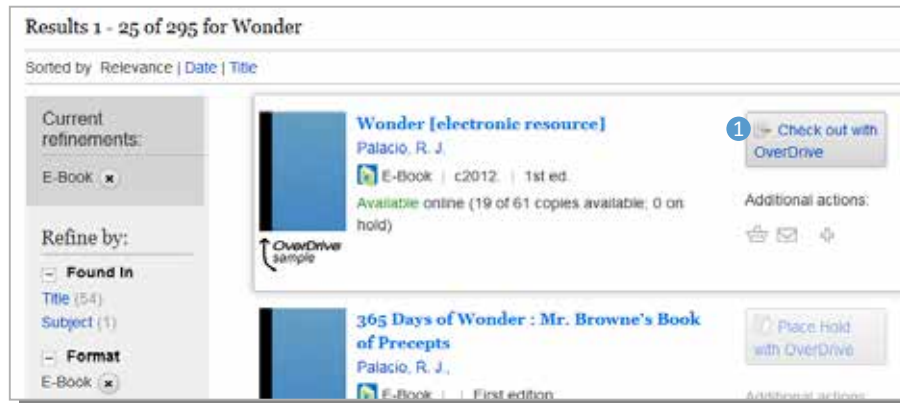 Results 1 - 25 of 295 for Wonder
Sorted by Relevance | Date | Title
Current
refinements:
E-Book
Refine by:
Found In
Title (54)
Subject (1)
Format
E-Book
Wonder [electronic resource]
Palacio, R. J.
E-Book | c2012. | 1st ed.
Available online (19 of 61 copies available; 0 on
hold)
OverDrive
sample
1 Check out with
OverDrive
Additional actions:
365 Days of Wonder : Mr. Browne's Book
of Precepts
Palacio, R. J.,
E-Book | | First edition
Place Hold
with OverDrive
Additional actions: